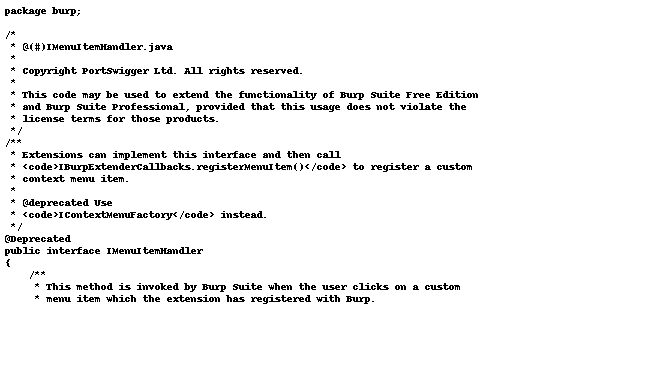 package burp;

/*
 * @(#)IMenuItemHandler.java
 *
 * Copyright PortSwigger Ltd. All rights reserved.
 *
 * This code may be used to extend the functionality of Burp Suite Free Edition
 * and Burp Suite Professional, provided that this usage does not violate the
 * license terms for those products.
 */
/**
 * Extensions can implement this interface and then call
 * <code>IBurpExtenderCallbacks.registerMenuItem()</code> to register a custom
 * context menu item.
 *
 * @deprecated Use
 * <code>IContextMenuFactory</code> instead.
 */
@Deprecated
public interface IMenuItemHandler
{
    /**
     * This method is invoked by Burp Suite when the user clicks on a custom
     * menu item which the extension has registered with Burp.